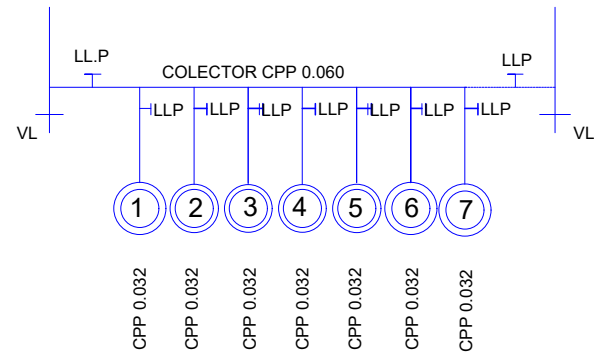 LL.P
LLP
COLECTOR CPP 0.060
VL
LLP LLP LLP LLP LLP LLP LLP
VL
1 2 3 4 5 6 7
CPP 0.032
CPP 0.032
CPP 0.032
CPP 0.032
CPP 0.032
CPP 0.032
CPP 0.032